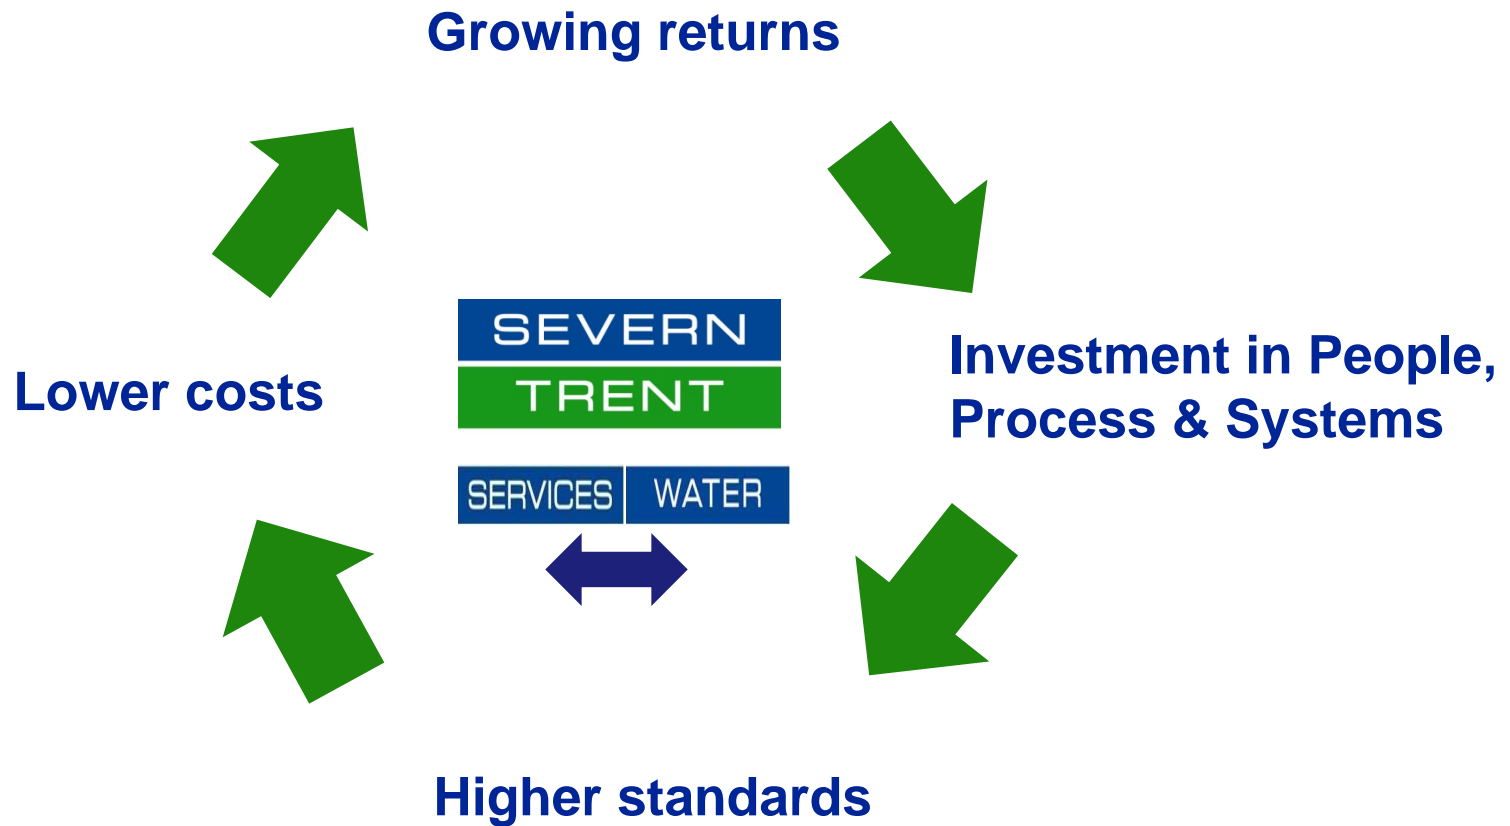 Growing returns
SEVERN
TRENT
Investment in People,
Process & Systems
Lower costs
SERVICES WATER
Higher standards